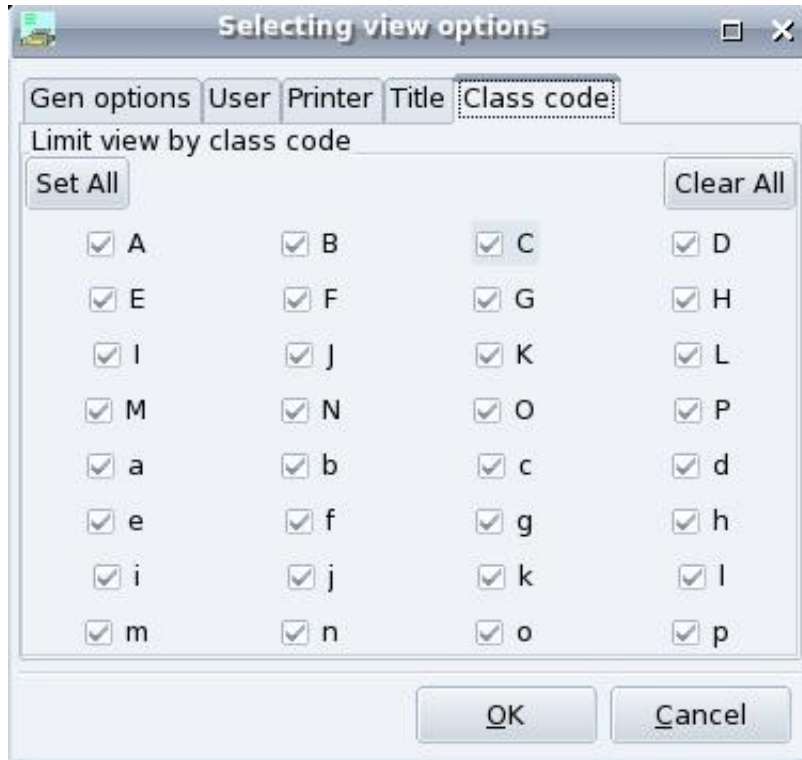 Selecting view options
Gen options User Printer Title Class code
Limit view by class code
Set All Clear All
A B C D
E F G H
I J K L
M N O P
a b c d
e f g h
i j k l
m n o p
OK Cancel